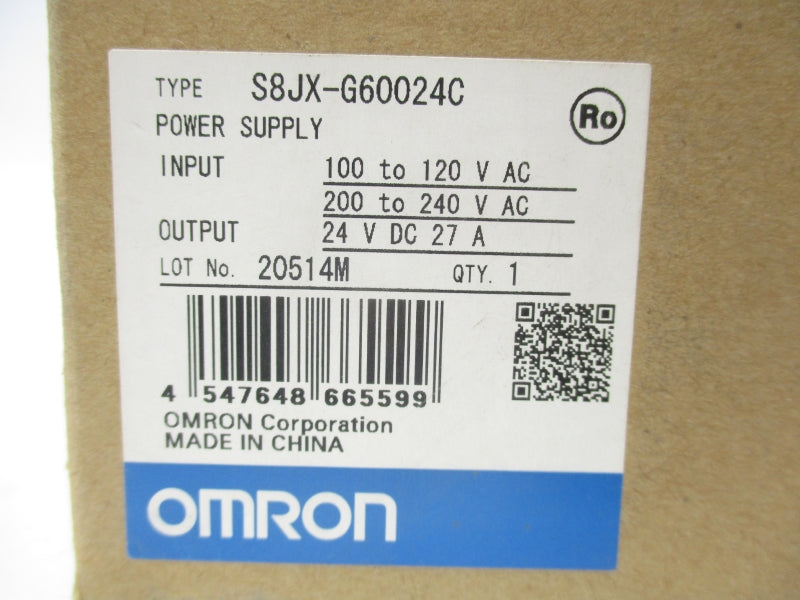 TYPE S8JX-G60024C
Ro
POWER SUPPLY
INPUT 100 to 120 V AC
200 to 240 V AC
OUTPUT 24 V DC 27 A
LOT No. 20514M QTY. 1
4 547648 665599
OMRON Corporation
MADE IN CHINA
OMRON